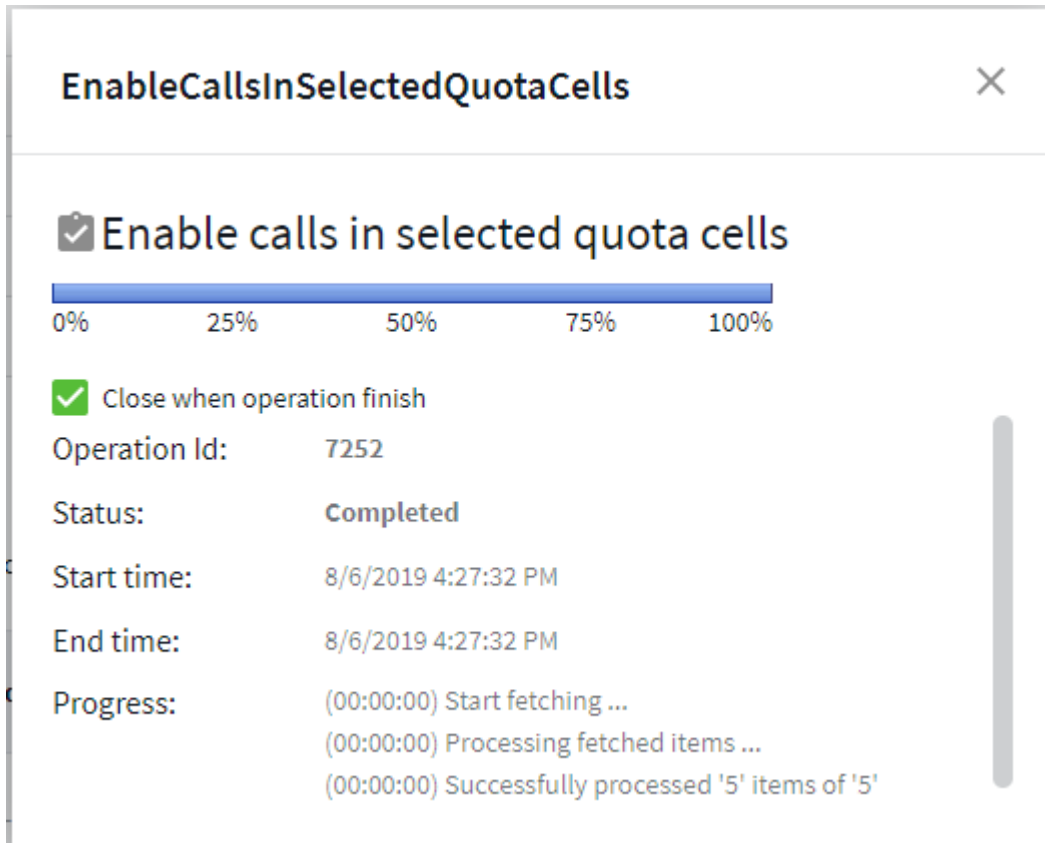 EnableCallsInSelectedQuotaCells
Enable calls in selected quota cells
0% 25% 50% 75% 100%
Close when operation finish
Operation Id: 7252
Status: Completed
Start time: 8/6/2019 4:27:32 PM
End time: 8/6/2019 4:27:32 PM
Progress: (00:00:00) Start fetching ...
(00:00:00) Processing fetched items ...
(00:00:00) Successfully processed '5' items of '5'